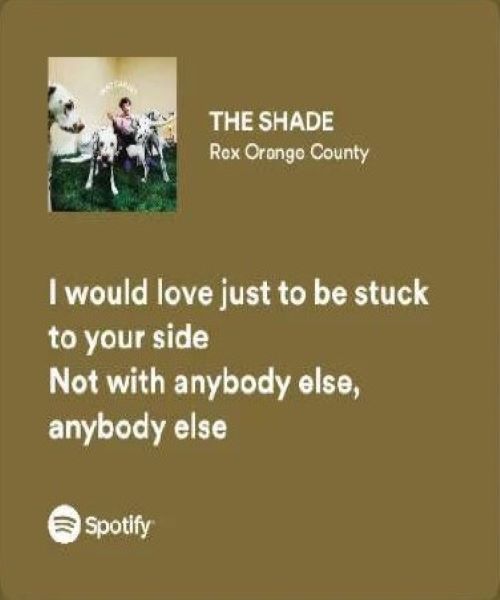 THE SHADE
Rex Orange County
I would love just to be stuck
to your side
Not with anybody else,
anybody else
Spotify